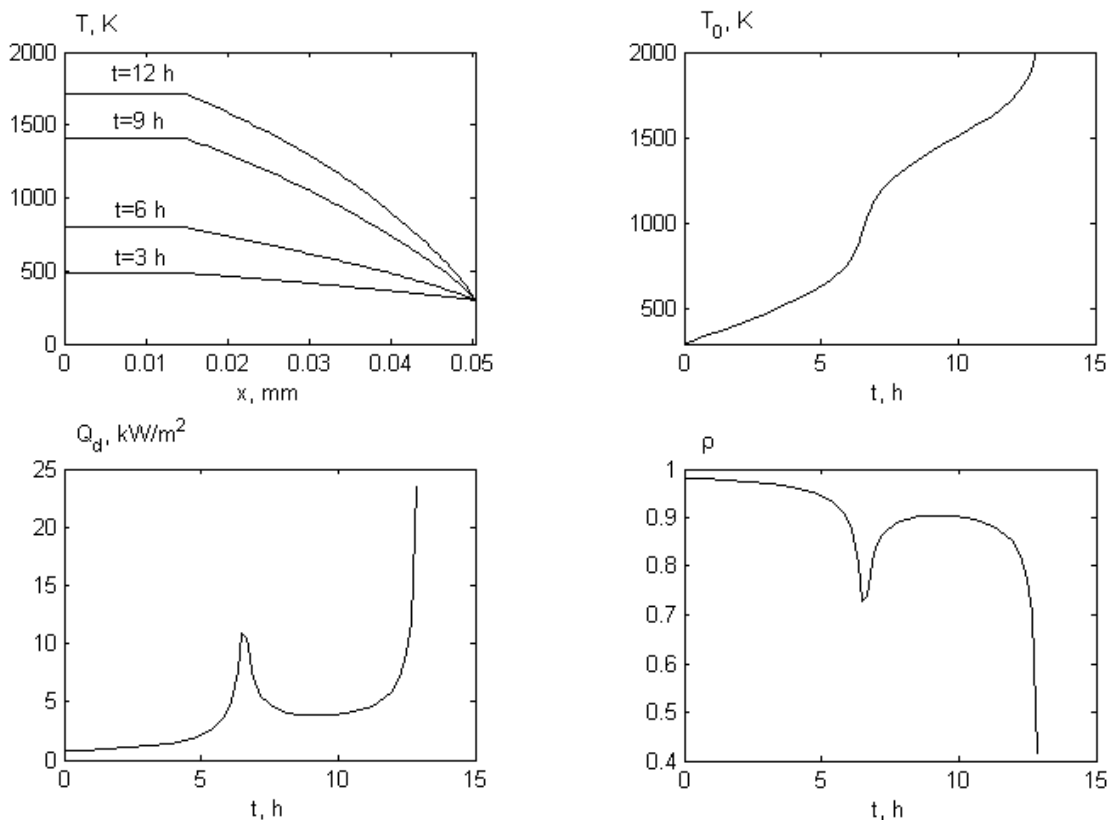 T, K
2000
1500
1000
500
0
t=12 h
t=9 h
t=6 h
t=3 h
0 0.01 0.02 0.03 0.04 0.05
x, mm
T0, K
2000
1500
1000
500
0 5 10 15
t, h
Qd, kW/m2
25
20
15
10
5
0
0 5 10 15
t, h
ρ
1
0.9
0.8
0.7
0.6
0.5
0.4
0 5 10 15
t, h